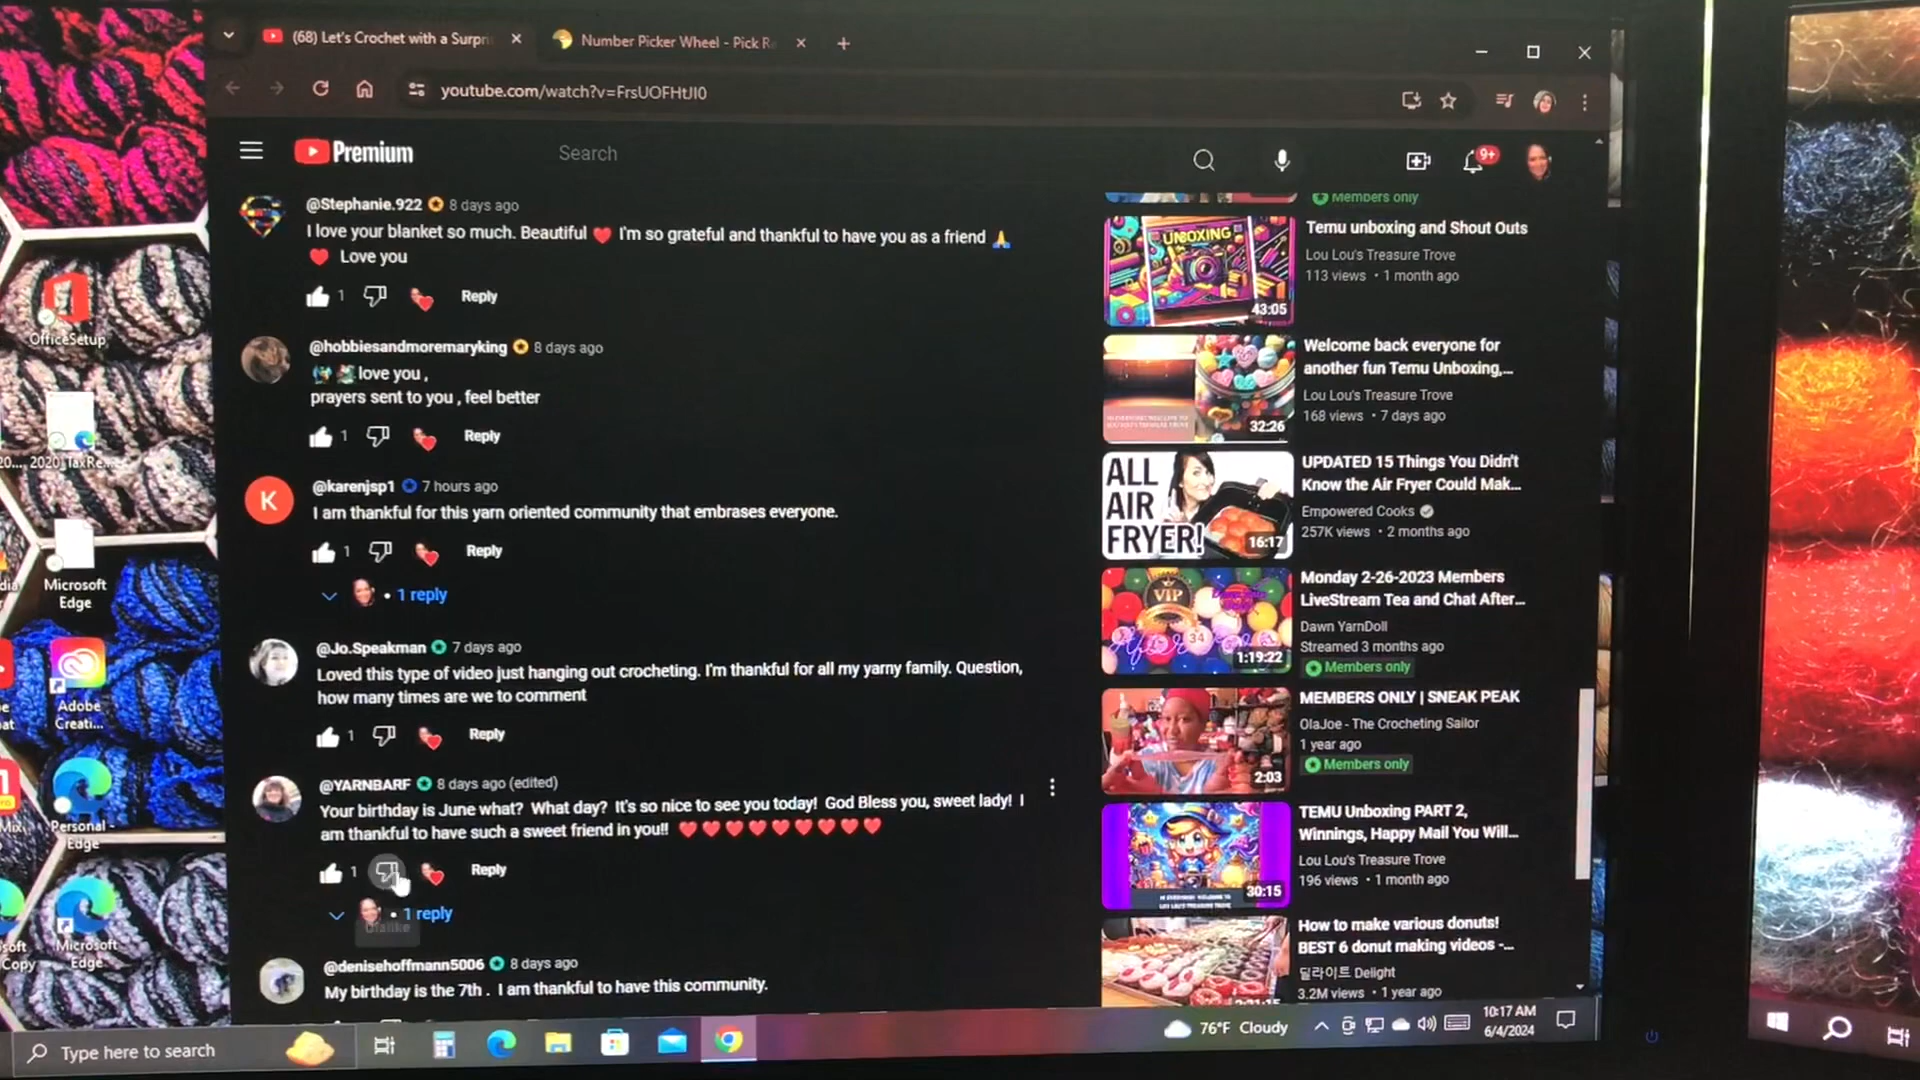 (68) Let's Crochet with a Surpri
Number Picker Wheel - Pick Ra
youtube.com/watch?v=FrsUOFHtJI0
Premium
Search
9+
@Stephanie.922 8 days ago
I love your blanket so much. Beautiful ❤️ I'm so grateful and thankful to have you as a friend 🙏
❤️ Love you
1 Reply
@hobbiesandmoremaryking 8 days ago
love you ,
prayers sent to you , feel better
1 Reply
K
@karenjsp1 7 hours ago
I am thankful for this yarn oriented community that embrases everyone.
1 Reply
• 1 reply
@Jo.Speakman 7 days ago
Loved this type of video just hanging out crocheting. I'm thankful for all my yarny family. Question,
how many times are we to comment
1 Reply
@YARNBARF 8 days ago (edited)
Your birthday is June what? What day? It's so nice to see you today! God Bless you, sweet lady! I
am thankful to have such a sweet friend in you!! ❤️❤️❤️❤️❤️❤️❤️❤️❤️
1 Reply
• 1 reply
Dislike
@denisehoffmann5006 8 days ago
My birthday is the 7th . I am thankful to have this community.
Members only
UNBOXING
43:05
Temu unboxing and Shout Outs
Lou Lou's Treasure Trove
113 views • 1 month ago
32:26
Welcome back everyone for
another fun Temu Unboxing,...
Lou Lou's Treasure Trove
168 views • 7 days ago
ALL
AIR
FRYER!
16:17
UPDATED 15 Things You Didn't
Know the Air Fryer Could Mak...
Empowered Cooks
257K views • 2 months ago
VIP
34
1:19:22
Monday 2-26-2023 Members
LiveStream Tea and Chat After...
Dawn YarnDoll
Streamed 3 months ago
Members only
2:03
MEMBERS ONLY | SNEAK PEAK
OlaJoe - The Crocheting Sailor
1 year ago
Members only
30:15
TEMU Unboxing PART 2,
Winnings, Happy Mail You Will...
Lou Lou's Treasure Trove
196 views • 1 month ago
How to make various donuts!
BEST 6 donut making videos -...
딜라이트 Delight
3.2M views • 1 year ago
OfficeSetup
2020_TaxRe...
Microsoft
Edge
Adobe
Creati...
Personal -
Edge
Microsoft
Edge
Copy
Type here to search
76°F Cloudy
10:17 AM
6/4/2024